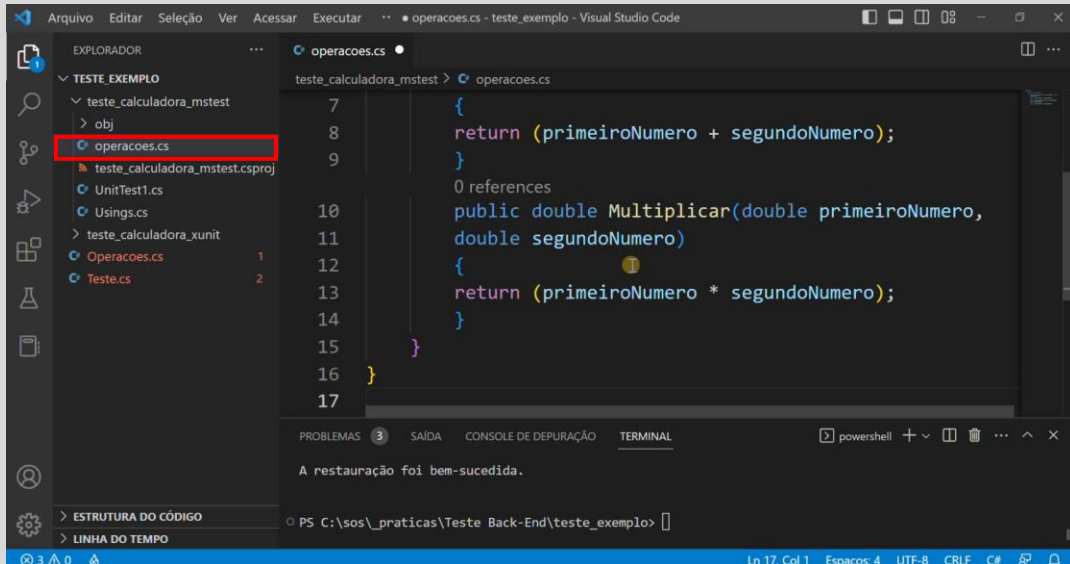 Arquivo Editar Seleção Ver Acessar Executar ··· ● operacoes.cs - teste_exemplo - Visual Studio Code
EXPLORADOR ···
TESTE_EXEMPLO
teste_calculadora_mstest
obj
operacoes.cs
teste_calculadora_mstest.csproj
UnitTest1.cs
Usings.cs
teste_calculadora_xunit
Operacoes.cs 1
Teste.cs 2
ESTRUTURA DO CÓDIGO
LINHA DO TEMPO
1
operacoes.cs ●
teste_calculadora_mstest > operacoes.cs
7 {
8 return (primeiroNumero + segundoNumero);
9 }
0 references
10 public double Multiplicar(double primeiroNumero,
11 double segundoNumero)
12 {
13 return (primeiroNumero * segundoNumero);
14 }
15 }
16 }
17
PROBLEMAS 3 SAÍDA CONSOLE DE DEPURAÇÃO TERMINAL powershell
A restauração foi bem-sucedida.
PS C:\sos\_praticas\Teste Back-End\teste_exemplo>
3 0 Ln 17, Col 1 Espaços: 4 UTF-8 CRLF C#